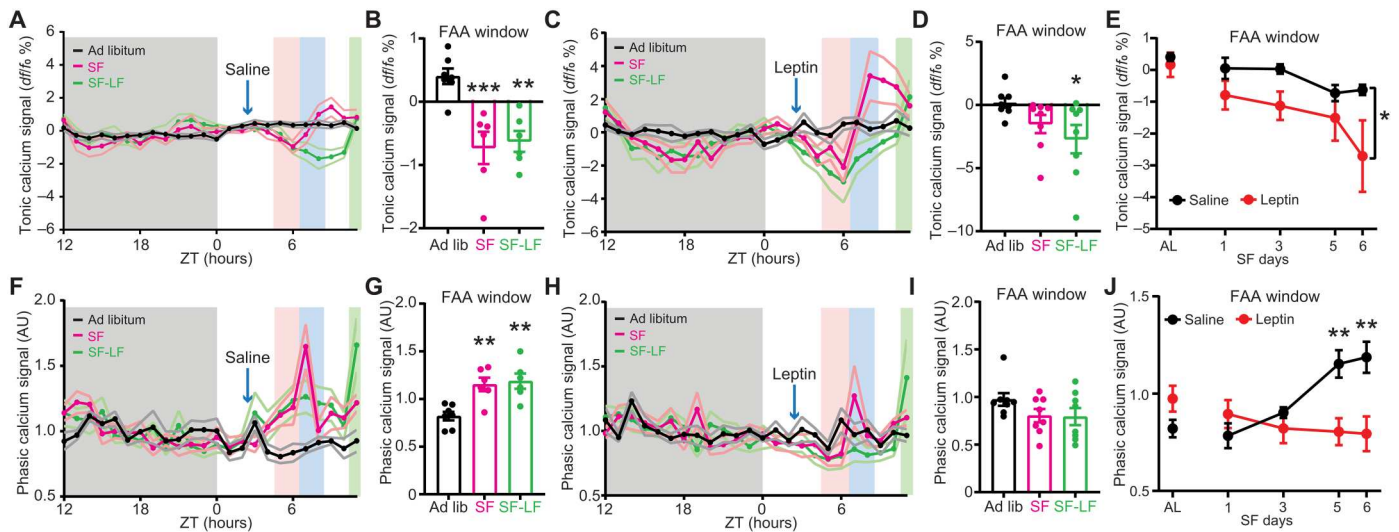 A
Tonic calcium signal (df/f₀ %)
6
4
2
0
−2
−4
−6
Ad libitum
SF
SF-LF
Saline
12
18
0
6
ZT (hours)
B
FAA window
Tonic calcium signal (df/f₀ %)
1
0
−1
−2
***
**
Ad lib
SF
SF-LF
C
Tonic calcium signal (df/f₀ %)
6
4
2
0
−2
−4
−6
Ad libitum
SF
SF-LF
Leptin
12
18
0
6
ZT (hours)
D
FAA window
Tonic calcium signal (df/f₀ %)
5
0
−5
−10
*
Ad lib
SF
SF-LF
E
FAA window
Tonic calcium signal (df/f₀ %)
1
0
−1
−2
−3
−4
−5
*
Saline
Leptin
AL
1
3
5
6
SF days
F
Phasic calcium signal (AU)
2.0
1.5
1.0
0.5
Ad libitum
SF
SF-LF
Saline
12
18
0
6
ZT (hours)
G
FAA window
Phasic calcium signal (AU)
2.0
1.5
1.0
0.5
0
**
**
Ad lib
SF
SF-LF
H
Phasic calcium signal (AU)
2.0
1.5
1.0
0.5
Ad libitum
SF
SF-LF
Leptin
12
18
0
6
ZT (hours)
I
FAA window
Phasic calcium signal (AU)
2.0
1.5
1.0
0.5
0
Ad lib
SF
SF-LF
J
FAA window
Phasic calcium signal (AU)
1.5
1.0
0.5
Saline
Leptin
**
**
AL
1
3
5
6
SF days